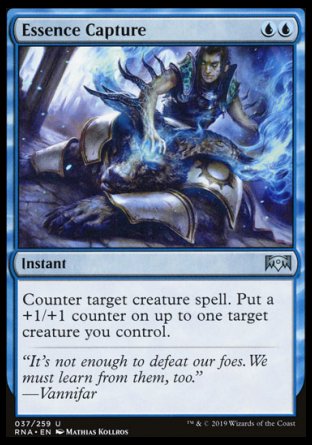 Essence Capture
Instant
Counter target creature spell. Put a
+1/+1 counter on up to one target
creature you control.
"It's not enough to defeat our foes. We
must learn from them, too."
—Vannifar
037/259 U
RNA • EN Mathias Kollros
™ & © 2019 Wizards of the Coast